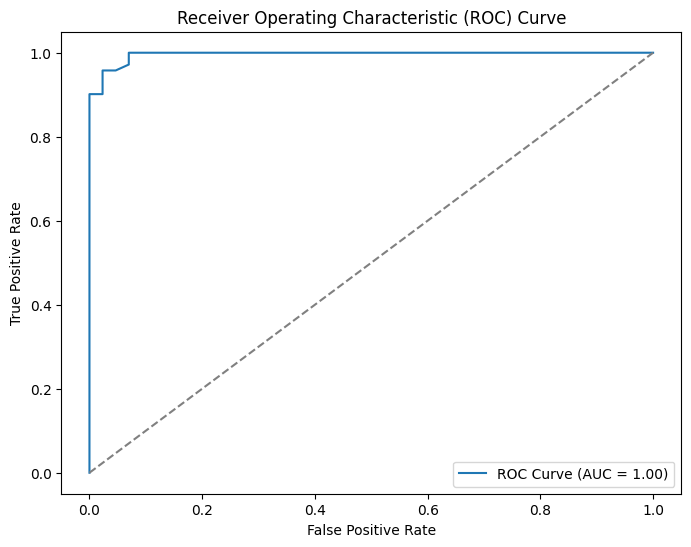 Receiver Operating Characteristic (ROC) Curve
1.0
0.8
0.6
0.4
0.2
0.0
True Positive Rate
0.0 0.2 0.4 0.6 0.8 1.0
False Positive Rate
ROC Curve (AUC = 1.00)